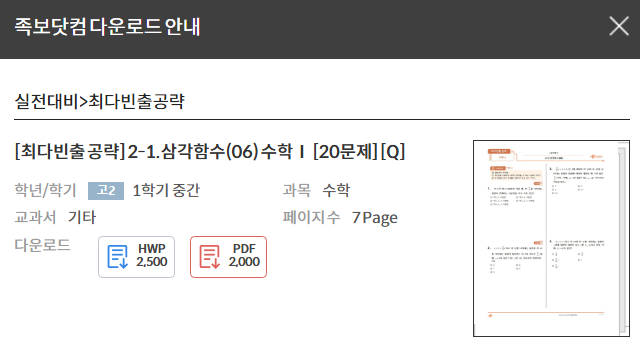 족보닷컴 다운로드 안내
실전대비>최다빈출공략
[최다빈출공략] 2-1.삼각함수(06) 수학Ⅰ [20문제] [Q]
학년/학기 고2 1학기 중간 과목 수학
교과서 기타 페이지수 7 Page
다운로드 HWP 2,500 PDF 2,000